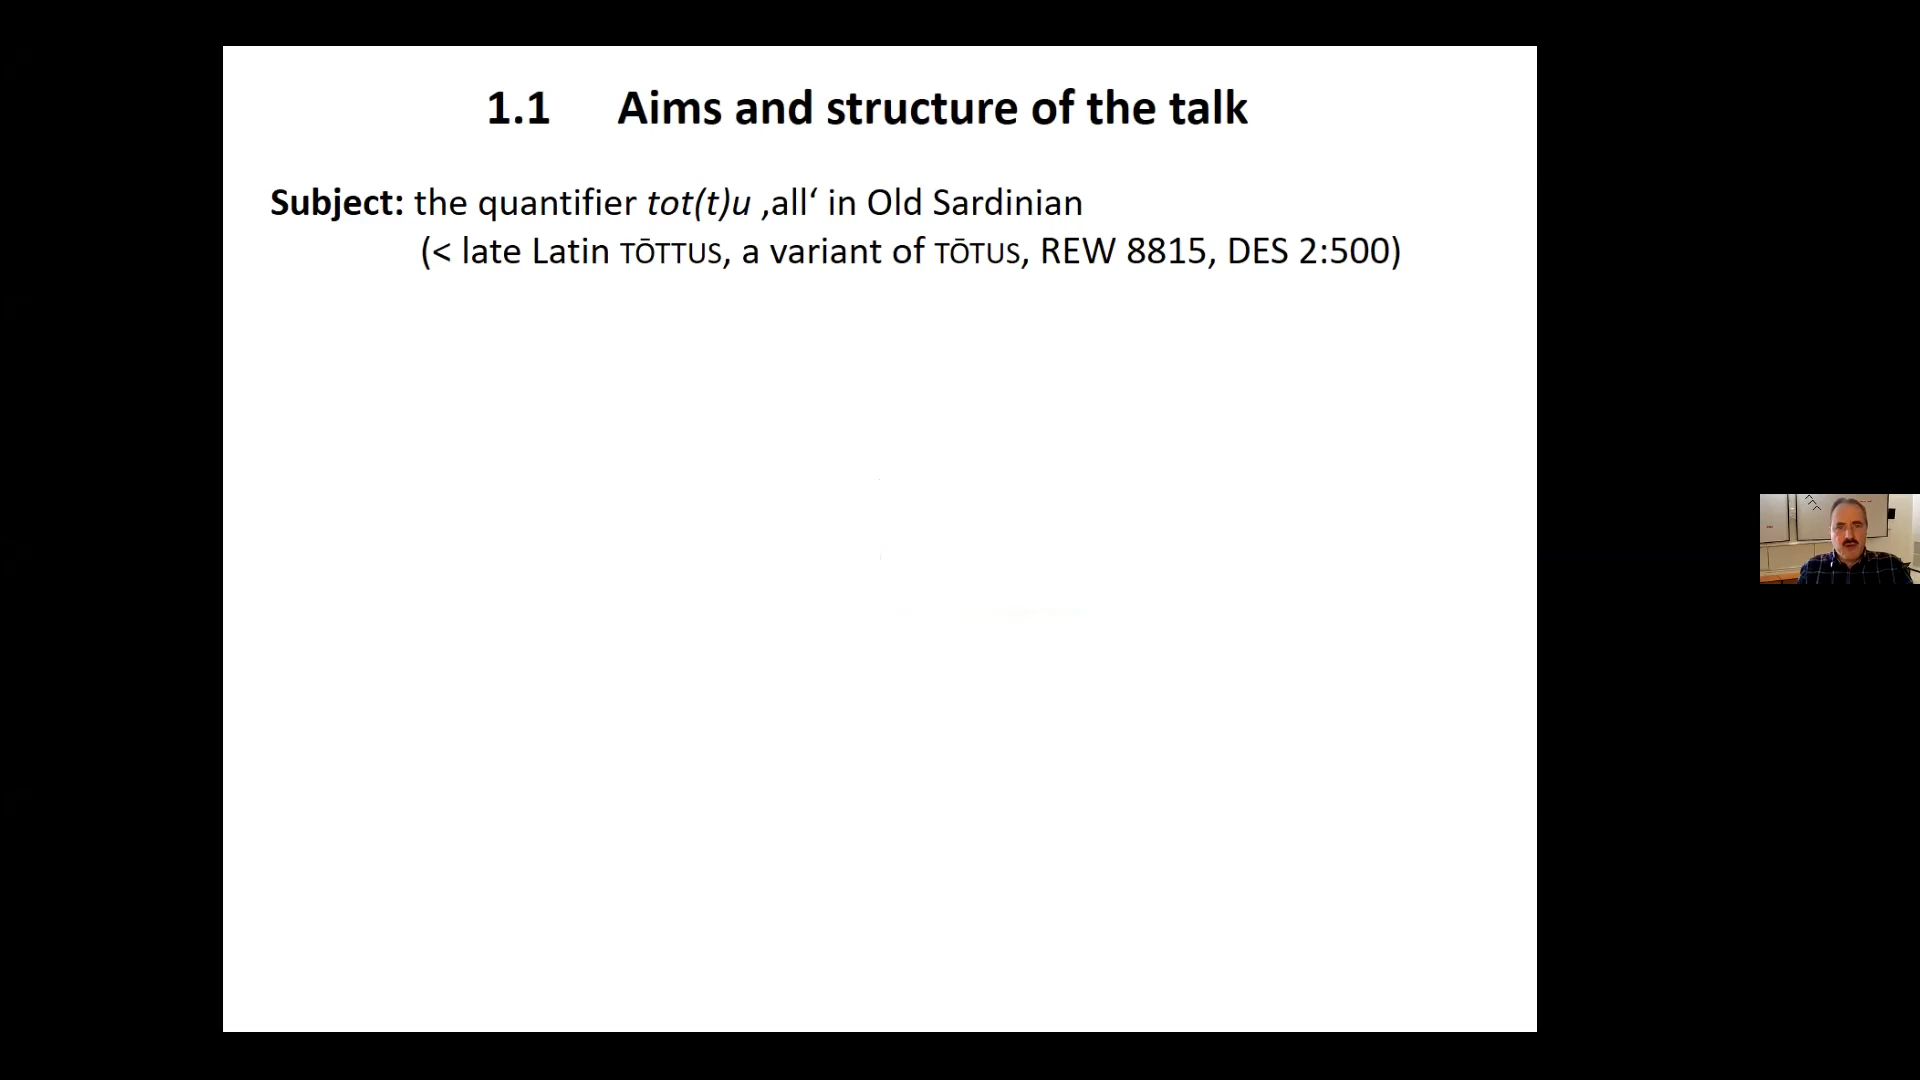 1.1 Aims and structure of the talk
Subject: the quantifier tot(t)u ‚all‘ in Old Sardinian
(< late Latin TŌTTUS, a variant of TŌTUS, REW 8815, DES 2:500)